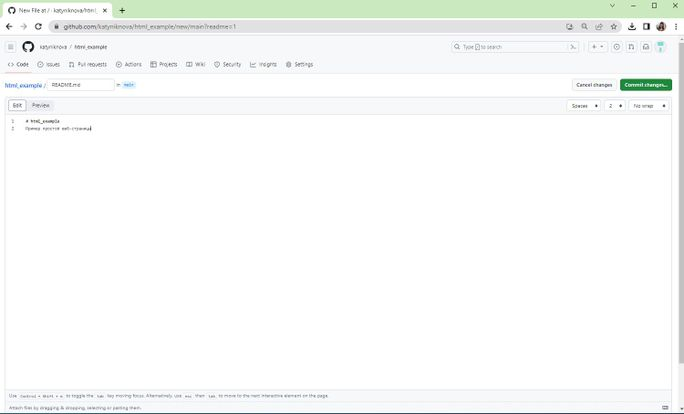 New File at / · katyniknova/html_
github.com/katyniknova/html_example/new/main?readme=1
katyniknova / html_example
Type / to search
Code Issues Pull requests Actions Projects Wiki Security Insights Settings
html_example / README.md in main
Cancel changes Commit changes...
Edit Preview Spaces 2 No wrap
1 # html_example
2 Пример простой веб-страницы
Use Control + Shift + m to toggle the tab key moving focus. Alternatively, use esc then tab to move to the next interactive element on the page.
Attach files by dragging & dropping, selecting or pasting them.